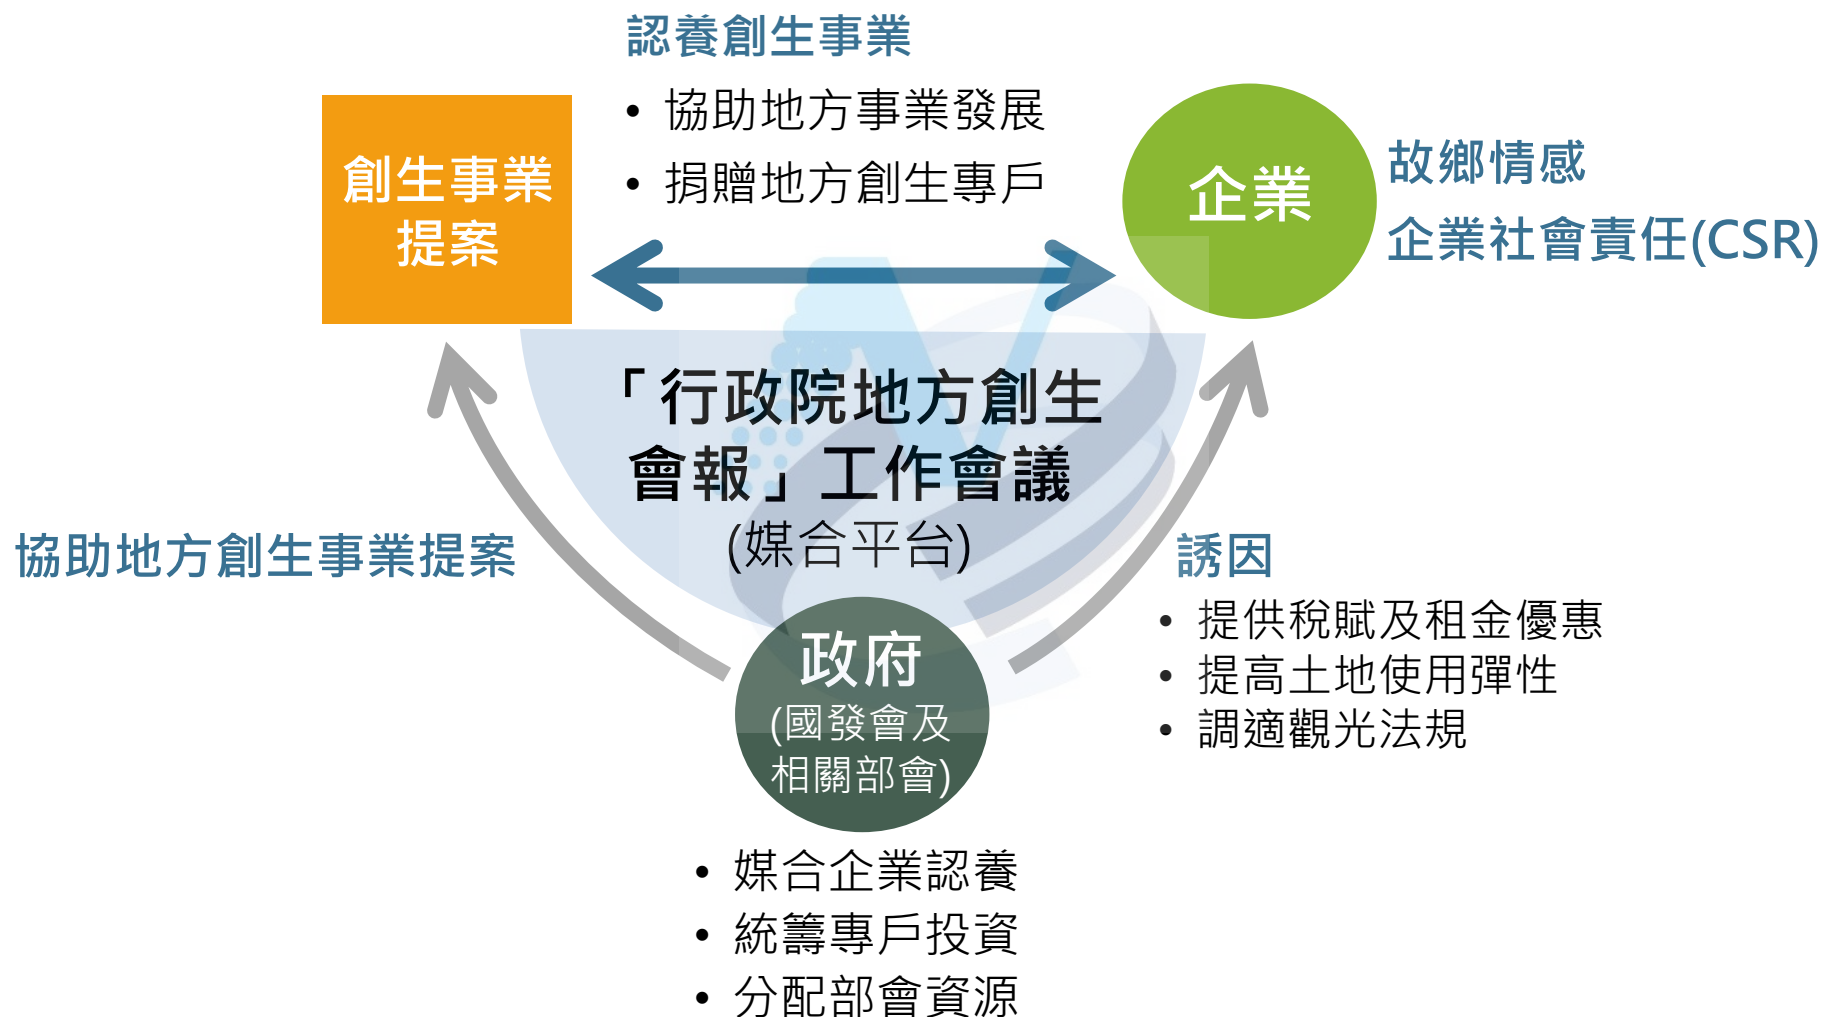 認養創生事業
• 協助地方事業發展
• 捐贈地方創生專戶
創生事業
提案
企業
故鄉情感
企業社會責任(CSR)
「行政院地方創生
會報」工作會議
(媒合平台)
協助地方創生事業提案
誘因
• 提供稅賦及租金優惠
• 提高土地使用彈性
• 調適觀光法規
政府
(國發會及
相關部會)
• 媒合企業認養
• 統籌專戶投資
• 分配部會資源